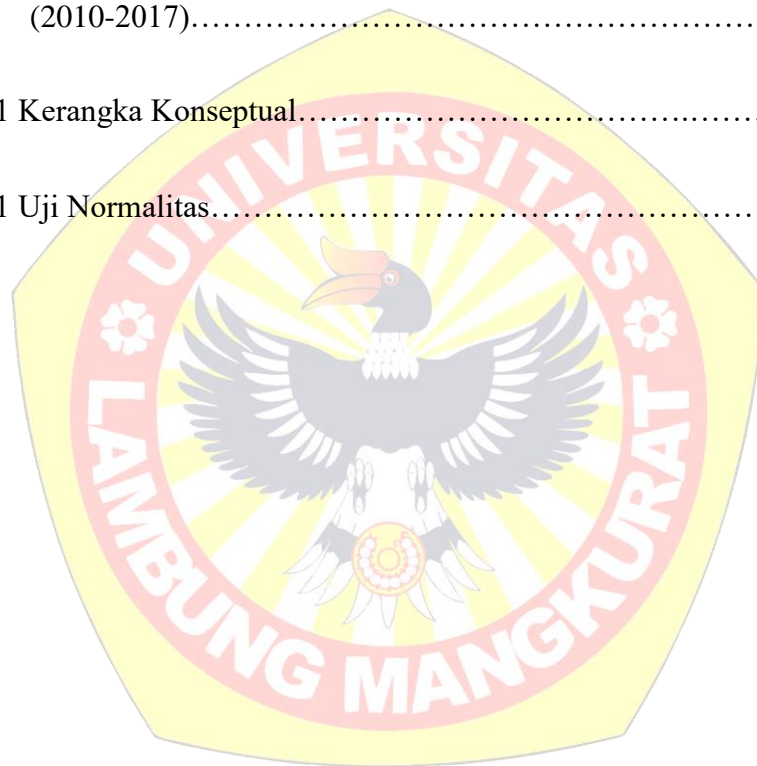 (2010-2017)……………………………………………………
1 Kerangka Konseptual……………………………….……
1 Uji Normalitas…………………………………………………
UNIVERSITAS
LAMBUNG MANGKURAT